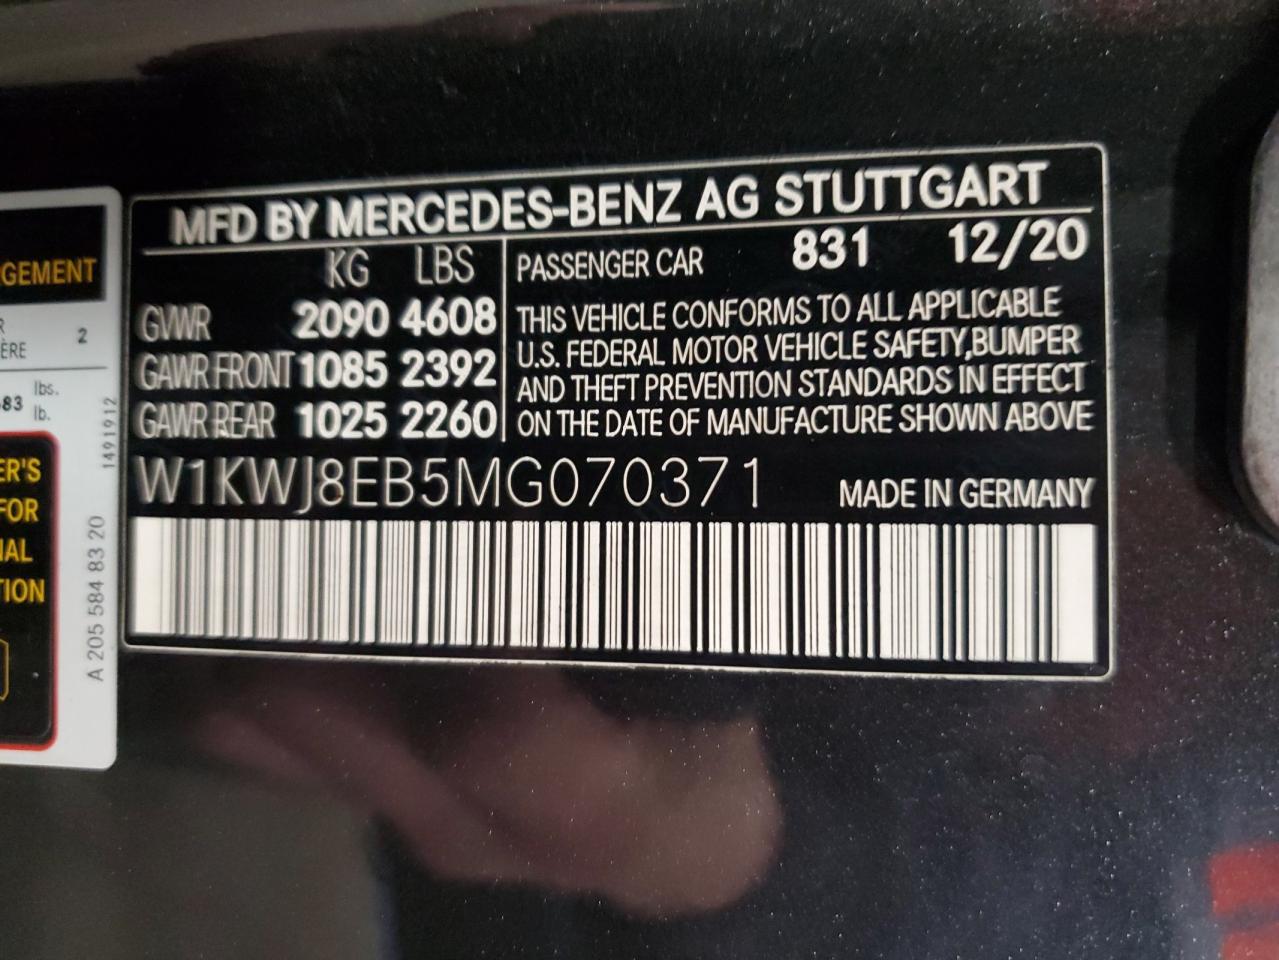 GEMENT
R 2
ÈRE
83 lbs.
lb.
ER'S
FOR
TION
1491912
A 205 584 83 20
MFD BY MERCEDES-BENZ AG STUTTGART
KG LBS
GVWR 2090 4608
GAWR FRONT 1085 2392
GAWR REAR 1025 2260
PASSENGER CAR 831 12/20
THIS VEHICLE CONFORMS TO ALL APPLICABLE
U.S. FEDERAL MOTOR VEHICLE SAFETY,BUMPER
AND THEFT PREVENTION STANDARDS IN EFFECT
ON THE DATE OF MANUFACTURE SHOWN ABOVE
W1KWJ8EB5MG070371 MADE IN GERMANY